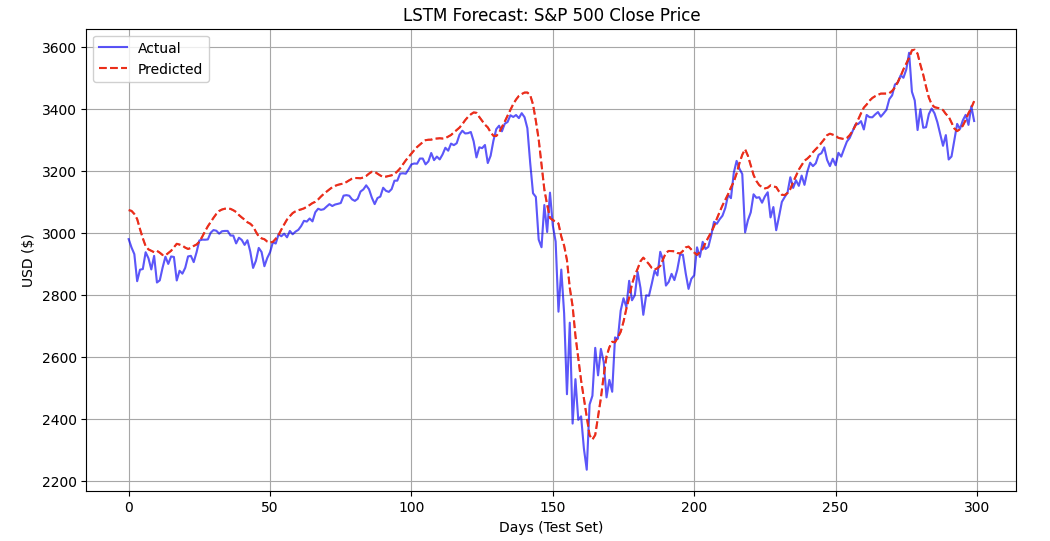 LSTM Forecast: S&P 500 Close Price
Actual
Predicted
3600
3400
3200
3000
2800
2600
2400
2200
USD ($)
0 50 100 150 200 250 300
Days (Test Set)